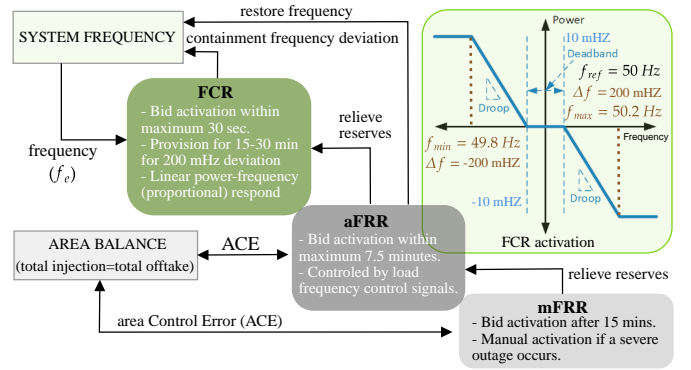 restore frequency
SYSTEM FREQUENCY
containment frequency deviation
FCR
- Bid activation within
maximum 30 sec.
- Provision for 15-30 min
for 200 mHz deviation
- Linear power-frequency
(proportional) respond
frequency
(fe)
relieve
reserves
Power
10 mHZ
Deadband
fref = 50 Hz
Δf = 200 mHZ
fmax = 50.2 Hz
Droop
Frequency
fmin = 49.8 Hz
Δf = -200 mHZ
-10 mHZ
Droop
FCR activation
aFRR
- Bid activation within
maximum 7.5 minutes.
- Controled by load
frequency control signals.
AREA BALANCE
(total injection=total offtake)
ACE
relieve reserves
area Control Error (ACE)
mFRR
- Bid activation after 15 mins.
- Manual activation if a severe
outage occurs.